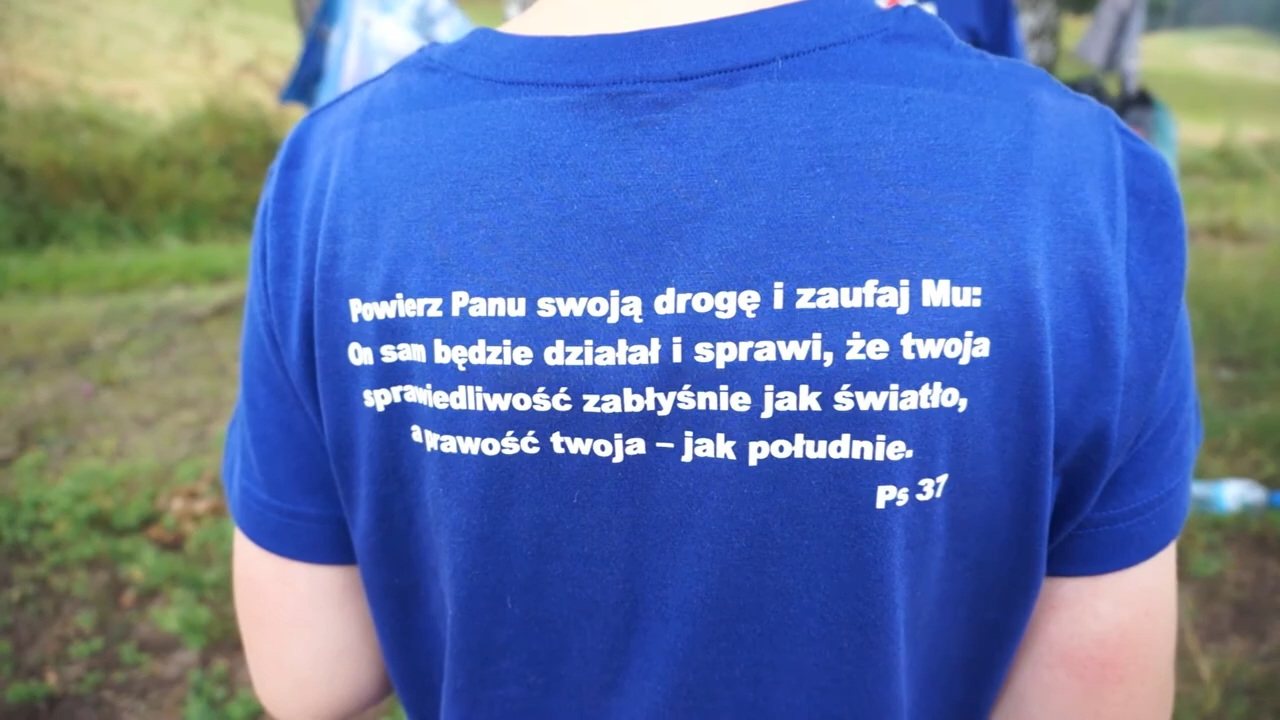 Powierz Panu swoją drogę i zaufaj Mu:
On sam będzie działał i sprawi, że twoja
sprawiedliwość zabłyśnie jak światło,
a prawość twoja – jak południe.
Ps 37